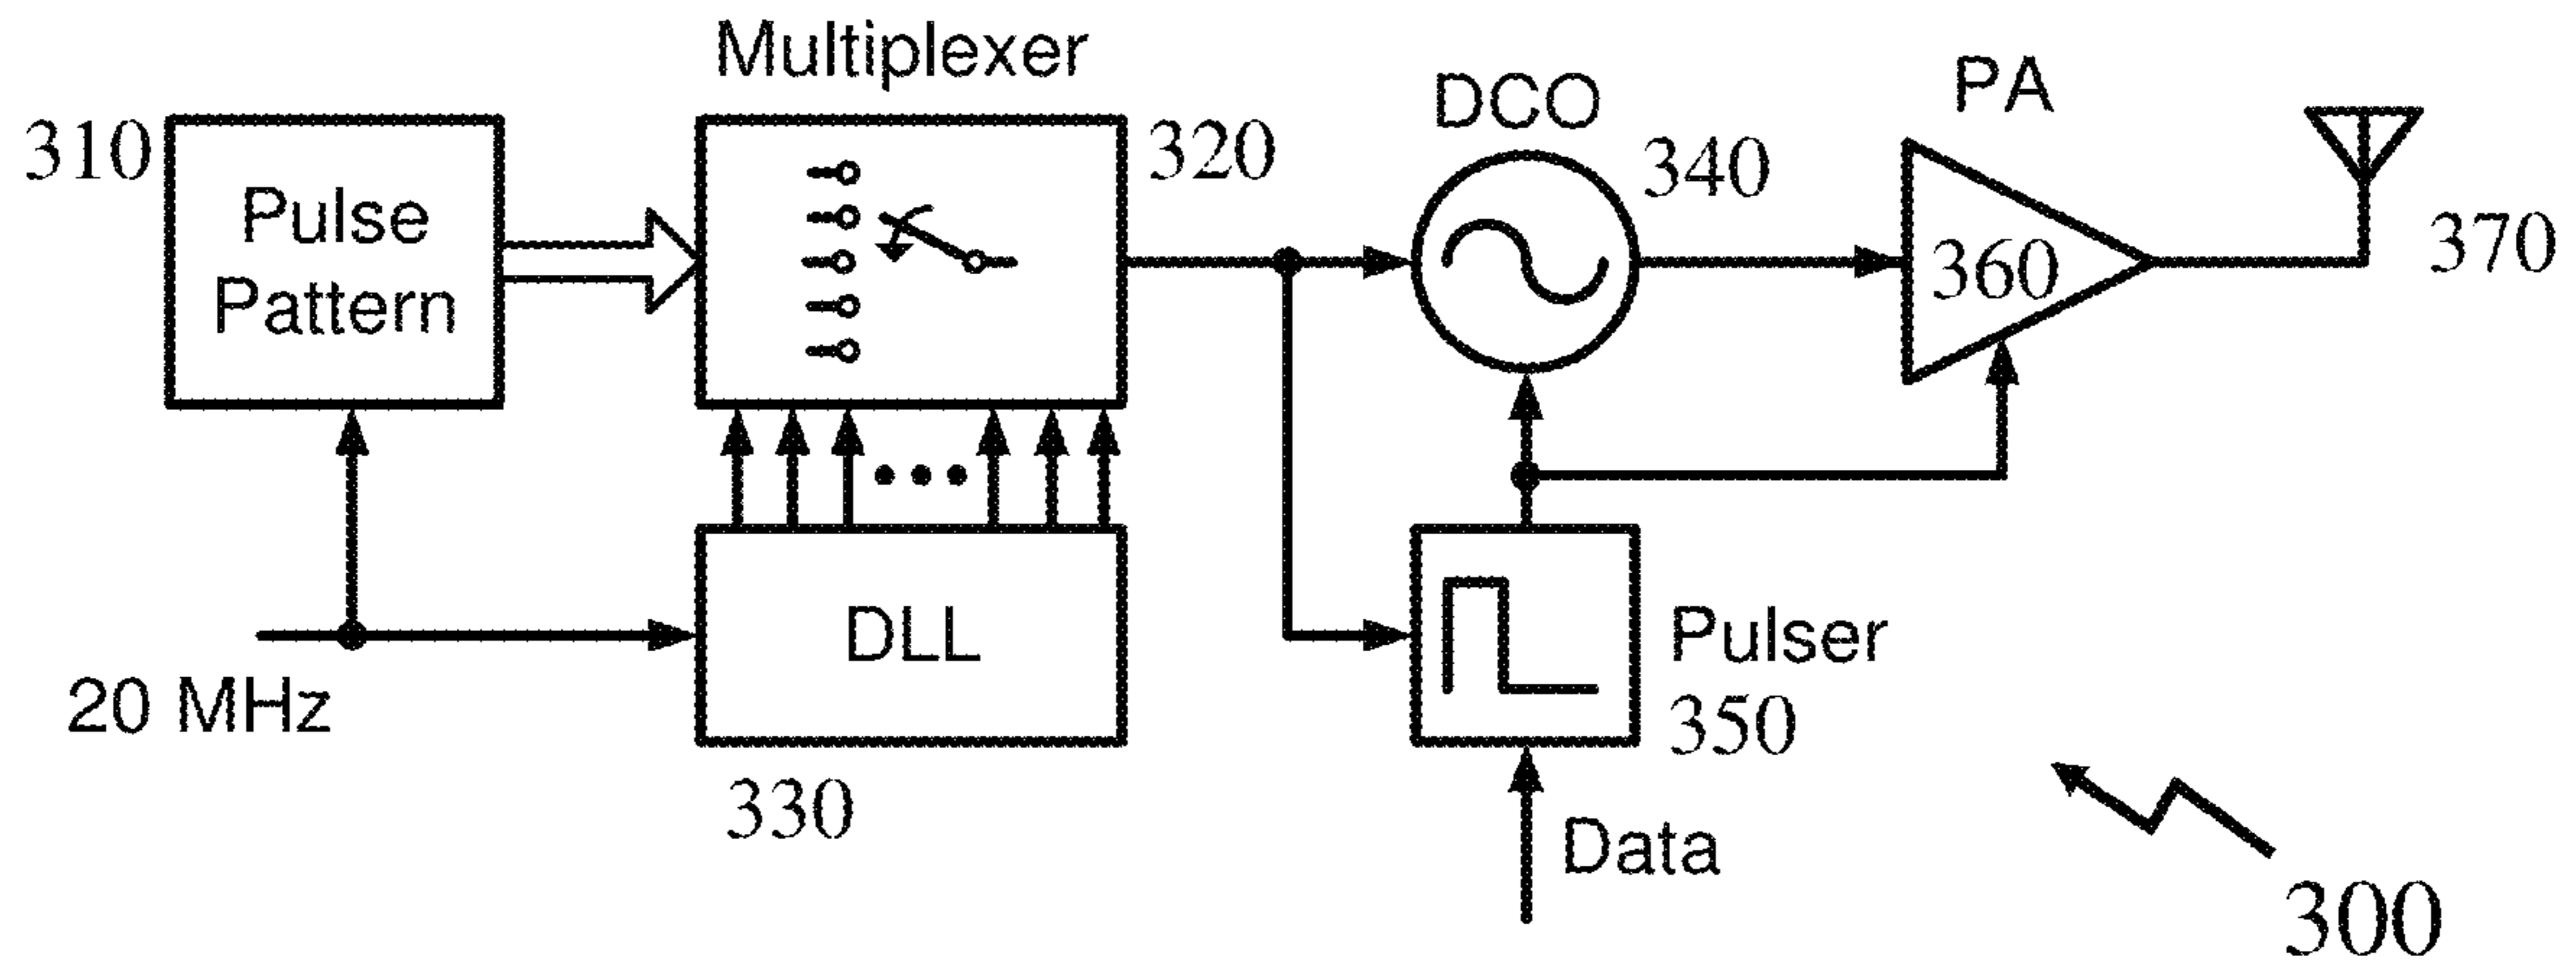 Multiplexer
310
Pulse
Pattern
320
DCO
340
PA
360
370
20 MHz
DLL
330
Pulser
350
Data
300